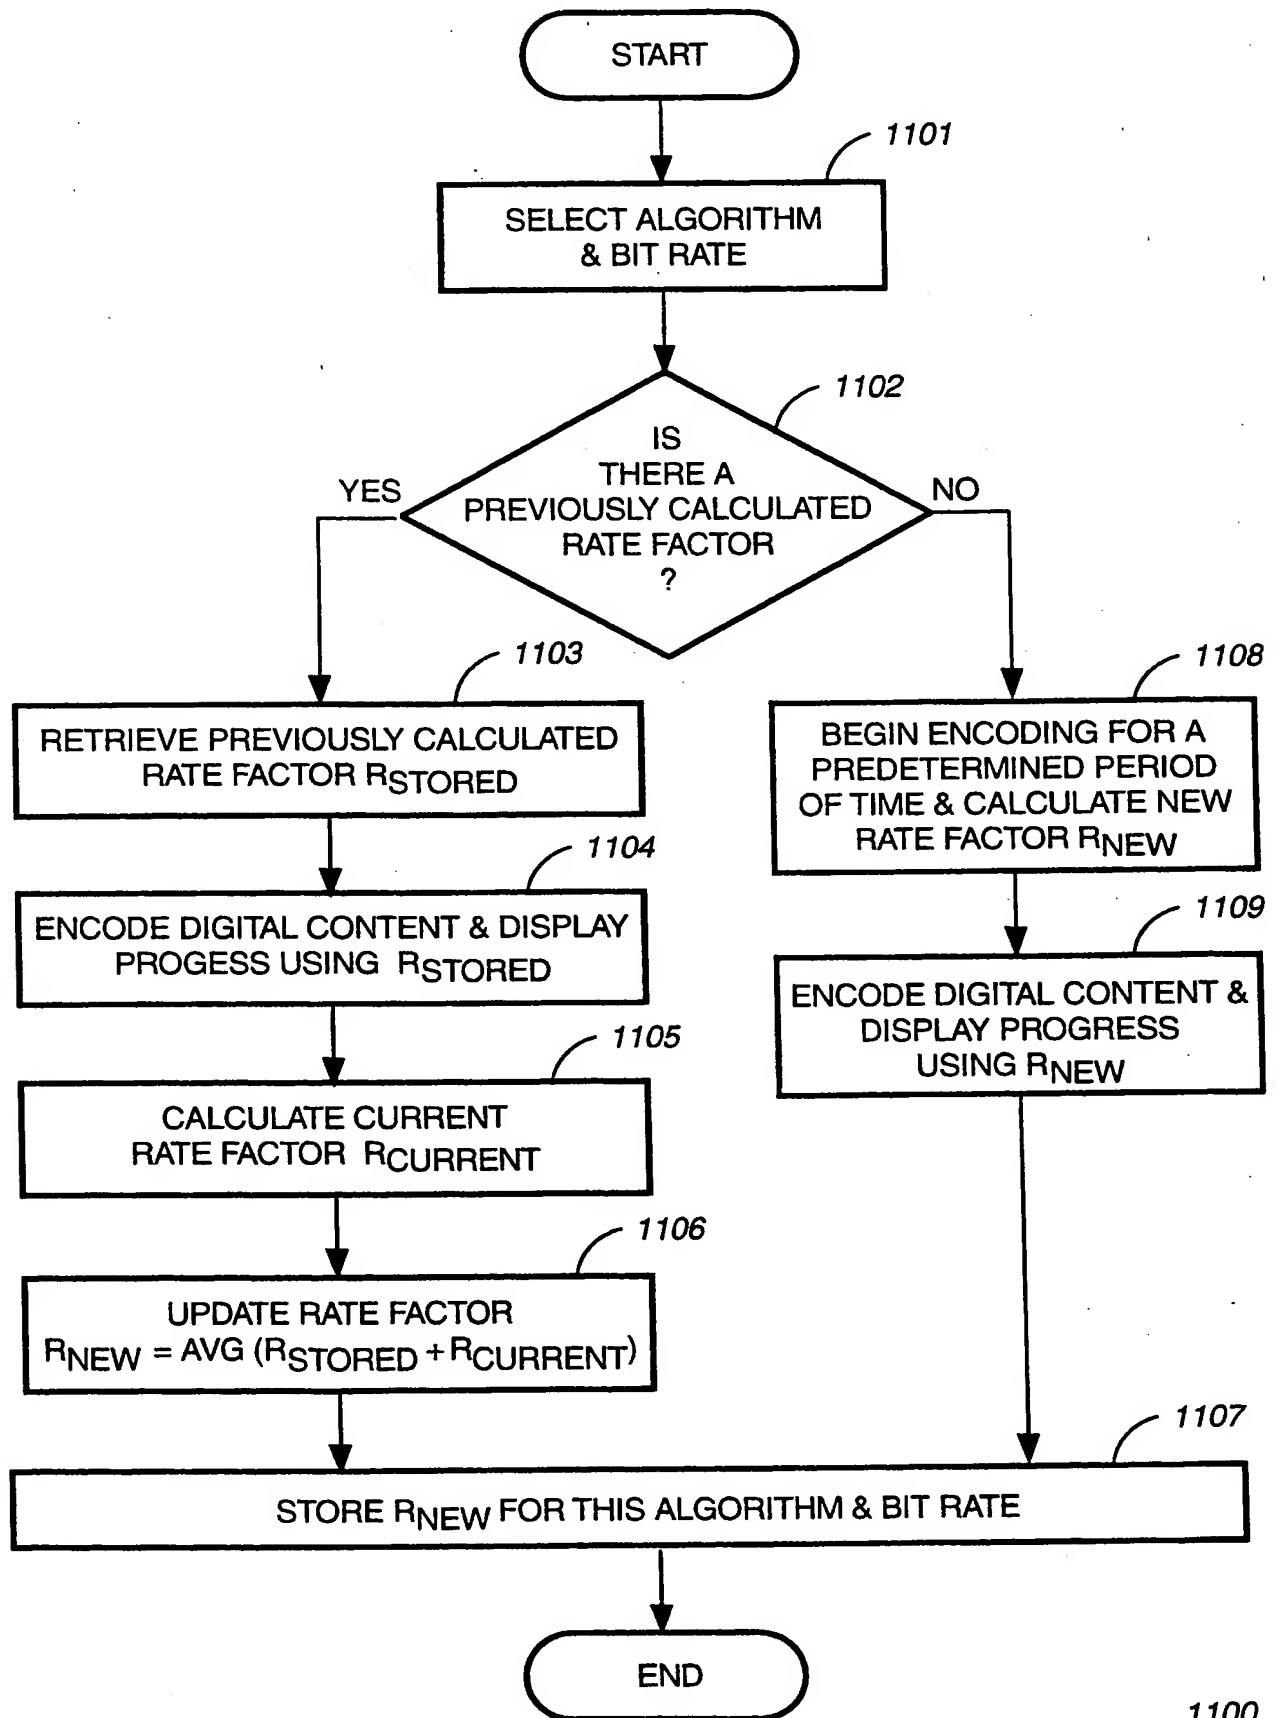 START
1101
SELECT ALGORITHM
& BIT RATE
1102
IS
THERE A
PREVIOUSLY CALCULATED
RATE FACTOR
?
YES
NO
1103
RETRIEVE PREVIOUSLY CALCULATED
RATE FACTOR RSTORED
1104
ENCODE DIGITAL CONTENT & DISPLAY
PROGESS USING RSTORED
1105
CALCULATE CURRENT
RATE FACTOR RCURRENT
1106
UPDATE RATE FACTOR
RNEW = AVG (RSTORED + RCURRENT)
1108
BEGIN ENCODING FOR A
PREDETERMINED PERIOD
OF TIME & CALCULATE NEW
RATE FACTOR RNEW
1109
ENCODE DIGITAL CONTENT &
DISPLAY PROGRESS
USING RNEW
1107
STORE RNEW FOR THIS ALGORITHM & BIT RATE
END
1100